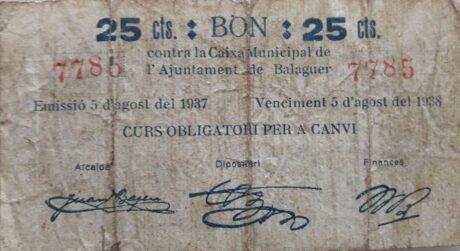 25 cts. : BON : 25 cts.
contra la Caixa Municipal de
7785 l'Ajuntament de Balaguer 7785
Emissió 5 d'agost del 1937 Venciment 5 d'agost del 1938
CURS OBLIGATORI PER A CANVI
Alcalde Dipositari Finances